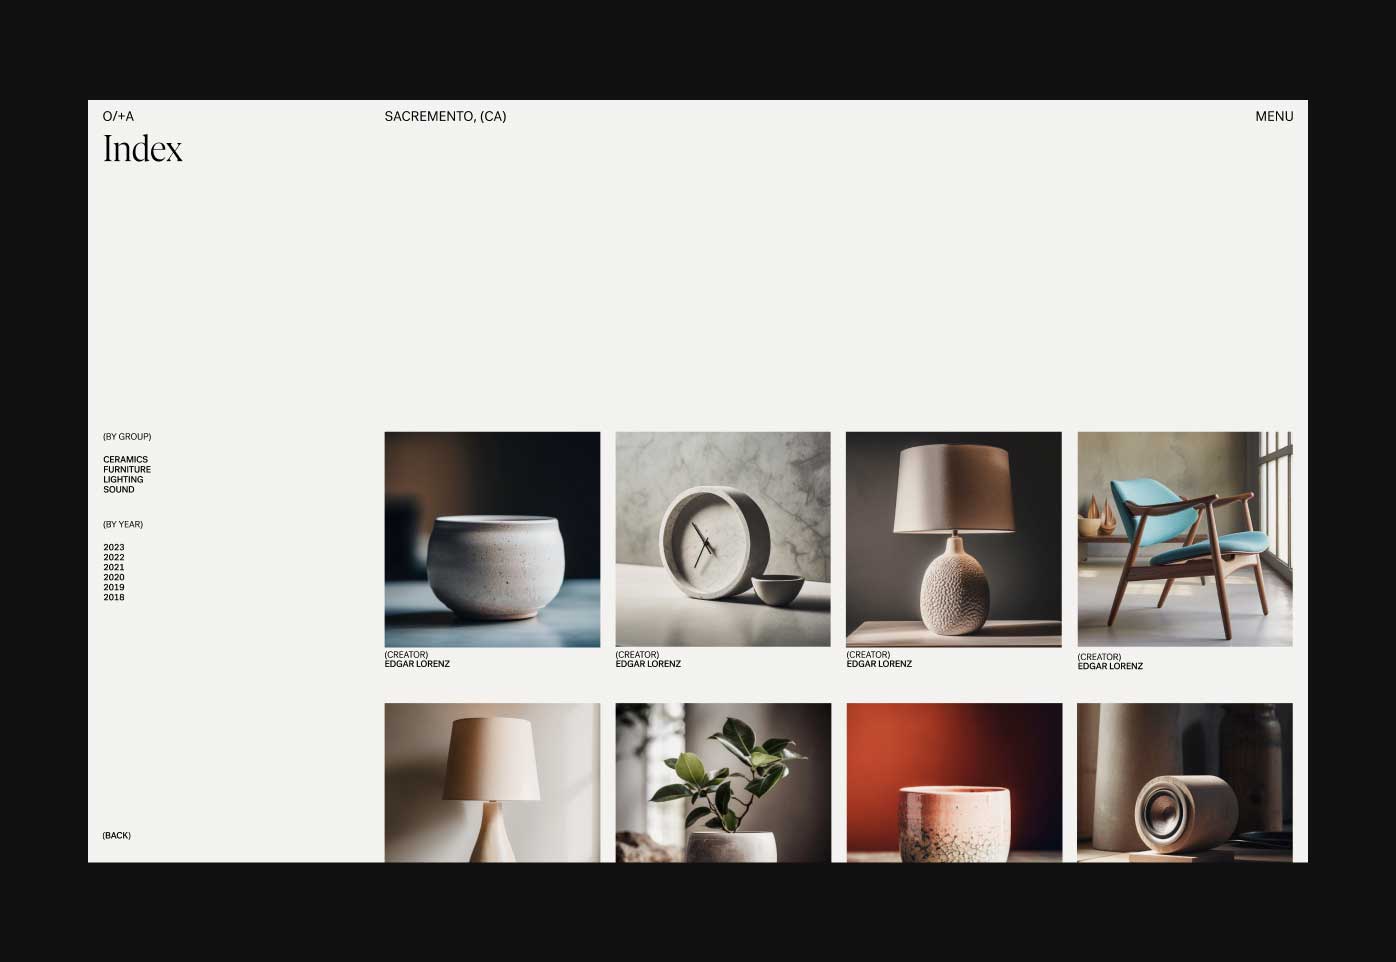 O/+A
SACREMENTO, (CA)
MENU
Index
(BY GROUP)
CERAMICS
FURNITURE
LIGHTING
SOUND
(BY YEAR)
2023
2022
2021
2020
2019
2018
(BACK)
(CREATOR)
EDGAR LORENZ
(CREATOR)
EDGAR LORENZ
(CREATOR)
EDGAR LORENZ
(CREATOR)
EDGAR LORENZ